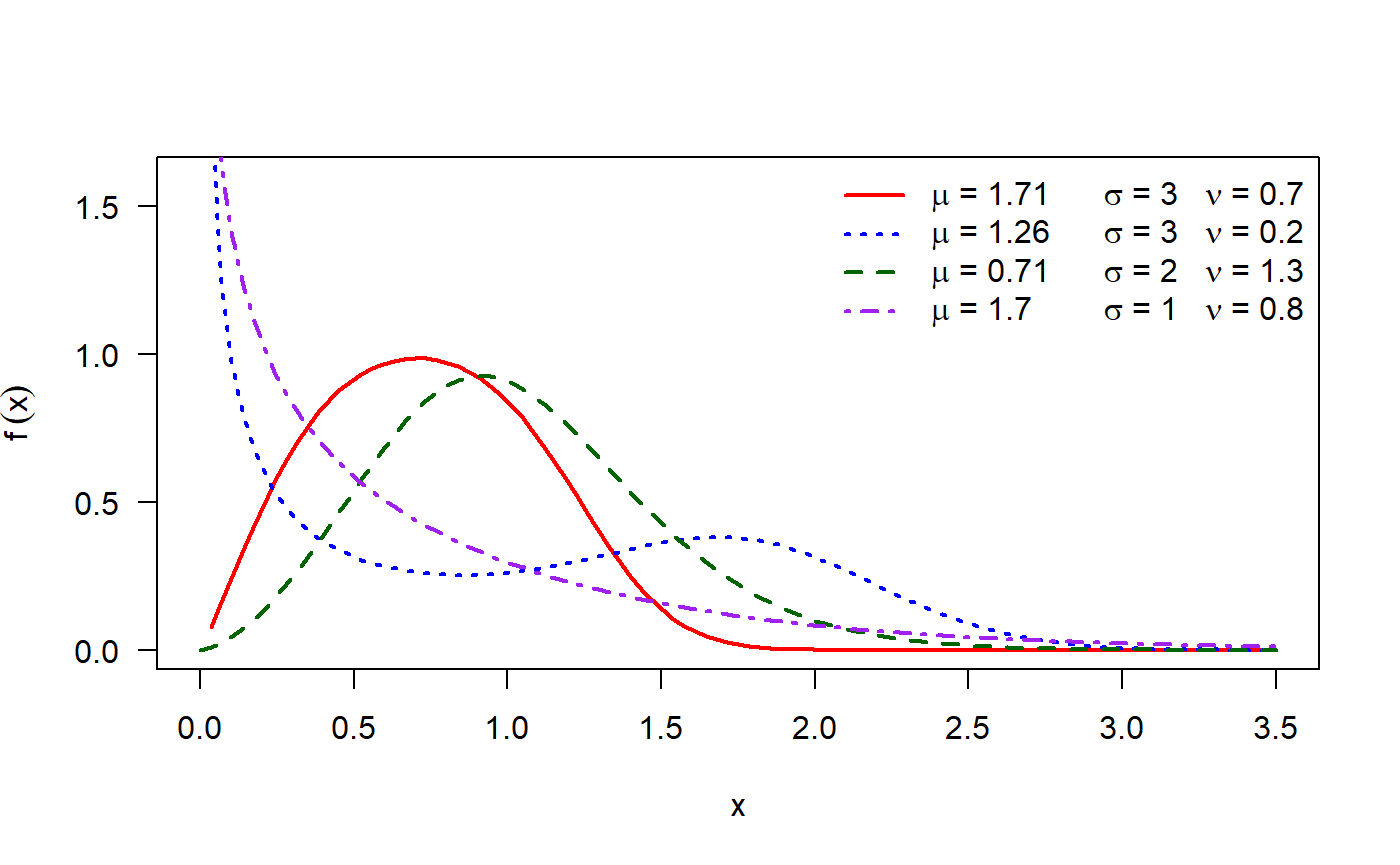 μ = 1.71 σ = 3 ν = 0.7
μ = 1.26 σ = 3 ν = 0.2
μ = 0.71 σ = 2 ν = 1.3
μ = 1.7 σ = 1 ν = 0.8
f (x)
1.5
1.0
0.5
0.0
0.0 0.5 1.0 1.5 2.0 2.5 3.0 3.5
x